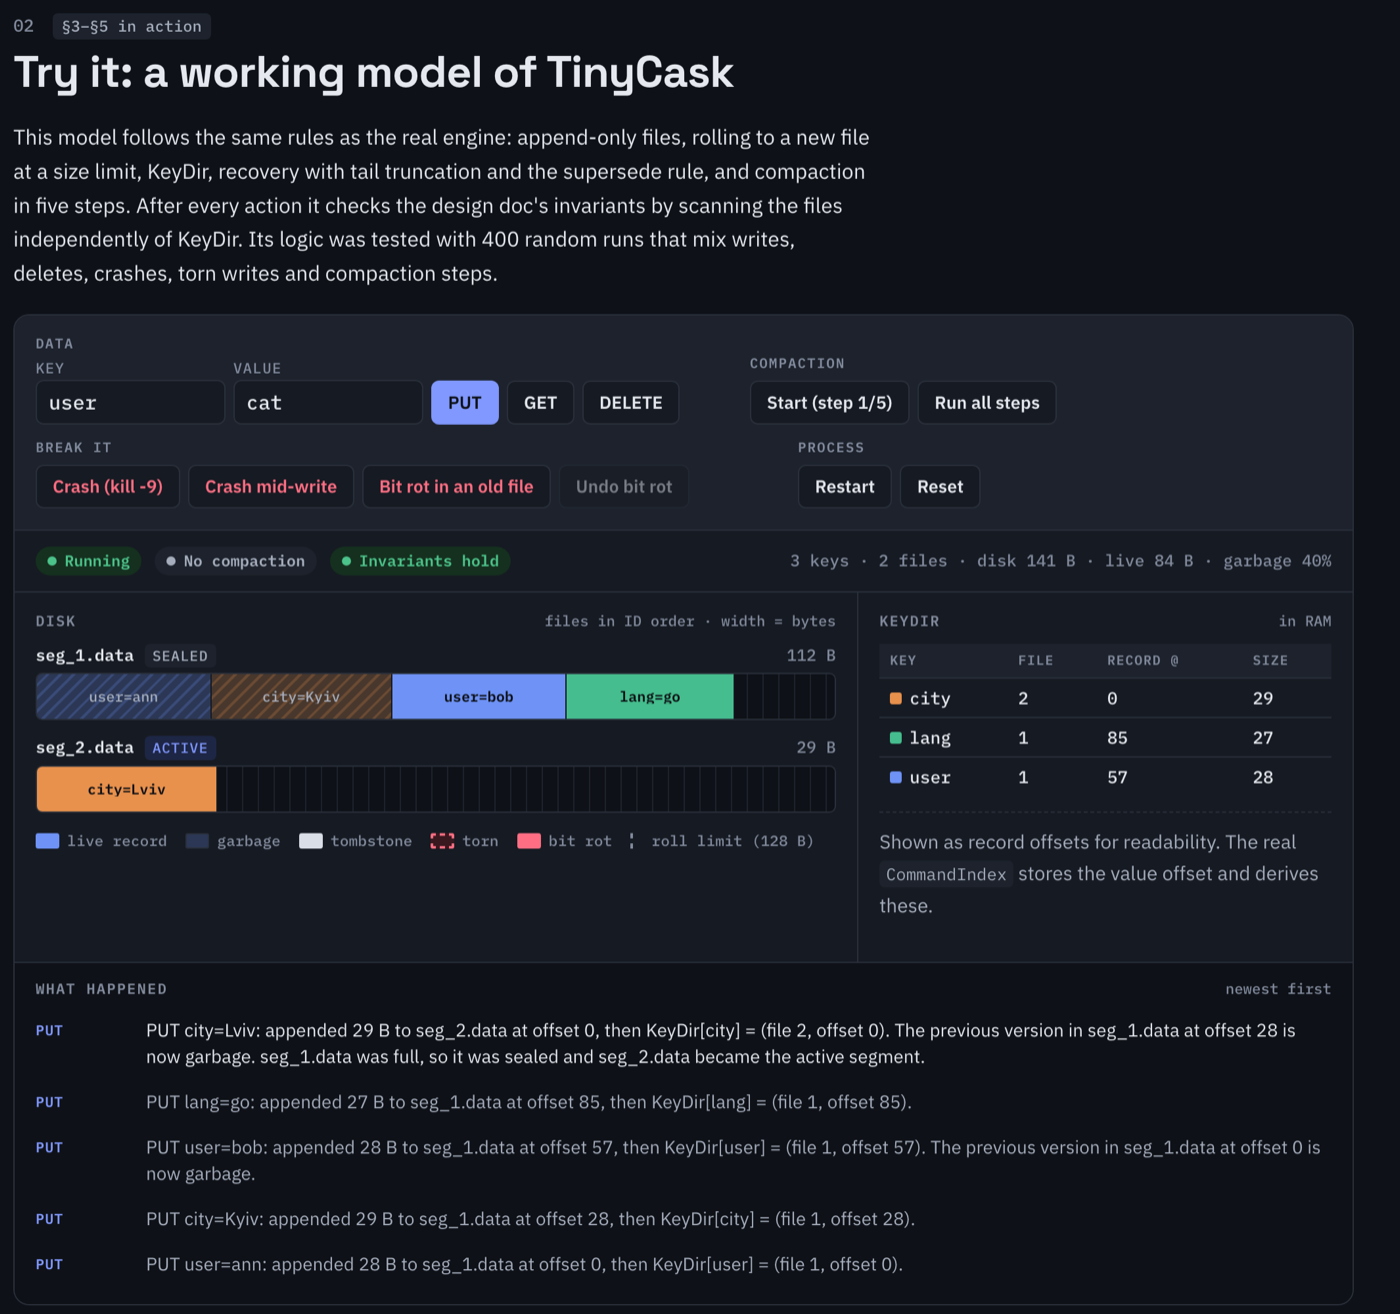 02 §3–§5 in action
Try it: a working model of TinyCask
This model follows the same rules as the real engine: append-only files, rolling to a new file
at a size limit, KeyDir, recovery with tail truncation and the supersede rule, and compaction
in five steps. After every action it checks the design doc's invariants by scanning the files
independently of KeyDir. Its logic was tested with 400 random runs that mix writes,
deletes, crashes, torn writes and compaction steps.
DATA
KEY VALUE COMPACTION
user cat PUT GET DELETE Start (step 1/5) Run all steps
BREAK IT PROCESS
Crash (kill -9) Crash mid-write Bit rot in an old file Undo bit rot Restart Reset
Running No compaction Invariants hold 3 keys · 2 files · disk 141 B · live 84 B · garbage 40%
DISK files in ID order · width = bytes
seg_1.data SEALED 112 B
user=ann city=Kyiv user=bob lang=go
seg_2.data ACTIVE 29 B
city=Lviv
live record garbage tombstone torn bit rot roll limit (128 B)
KEYDIR in RAM
KEY FILE RECORD @ SIZE
city 2 0 29
lang 1 85 27
user 1 57 28
Shown as record offsets for readability. The real
CommandIndex stores the value offset and derives
these.
WHAT HAPPENED newest first
PUT PUT city=Lviv: appended 29 B to seg_2.data at offset 0, then KeyDir[city] = (file 2, offset 0). The previous version in seg_1.data at offset 28 is
now garbage. seg_1.data was full, so it was sealed and seg_2.data became the active segment.
PUT PUT lang=go: appended 27 B to seg_1.data at offset 85, then KeyDir[lang] = (file 1, offset 85).
PUT PUT user=bob: appended 28 B to seg_1.data at offset 57, then KeyDir[user] = (file 1, offset 57). The previous version in seg_1.data at offset 0 is
now garbage.
PUT PUT city=Kyiv: appended 29 B to seg_1.data at offset 28, then KeyDir[city] = (file 1, offset 28).
PUT PUT user=ann: appended 28 B to seg_1.data at offset 0, then KeyDir[user] = (file 1, offset 0).